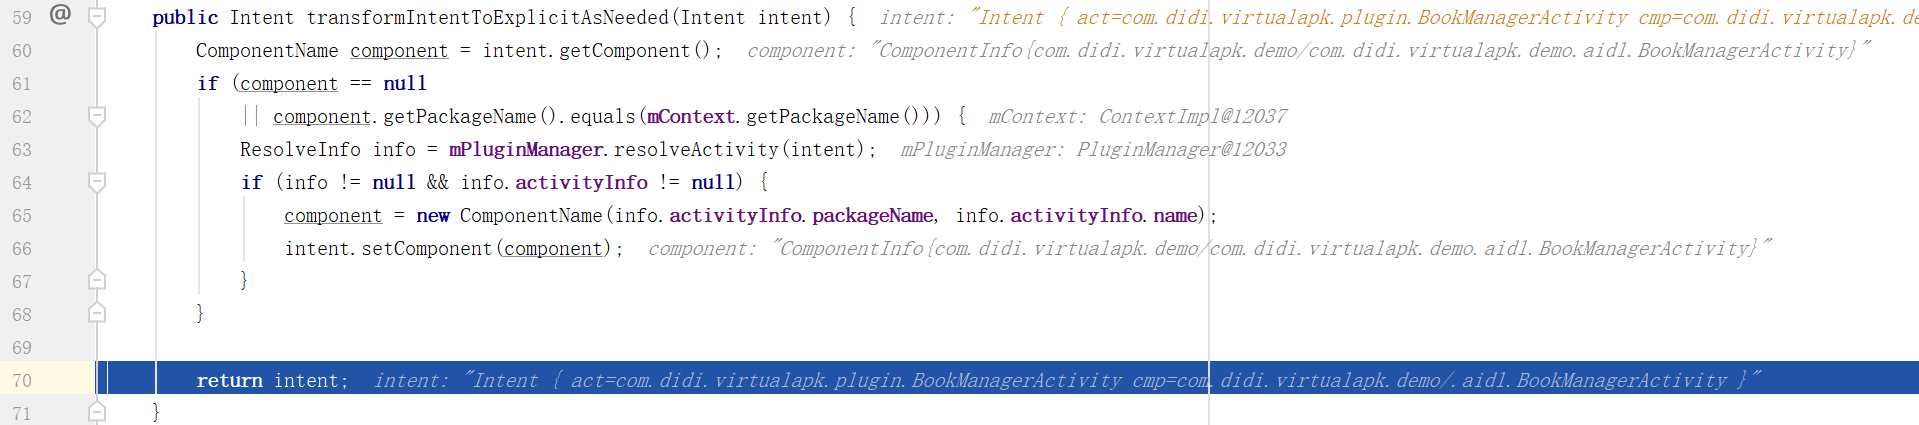 59 @ public Intent transformIntentToExplicitAsNeeded(Intent intent) { intent: "Intent { act=com.didi.virtualapk.plugin.BookManagerActivity cmp=com.didi.virtualapk.de
60 ComponentName component = intent.getComponent(); component: "ComponentInfo{com.didi.virtualapk.demo/com.didi.virtualapk.demo.aidl.BookManagerActivity}"
61 if (component == null
62 || component.getPackageName().equals(mContext.getPackageName())) { mContext: ContextImpl@12037
63 ResolveInfo info = mPluginManager.resolveActivity(intent); mPluginManager: PluginManager@12033
64 if (info != null && info.activityInfo != null) {
65 component = new ComponentName(info.activityInfo.packageName, info.activityInfo.name);
66 intent.setComponent(component); component: "ComponentInfo{com.didi.virtualapk.demo/com.didi.virtualapk.demo.aidl.BookManagerActivity}"
67 }
68 }
69
70 return intent; intent: "Intent { act=com.didi.virtualapk.plugin.BookManagerActivity cmp=com.didi.virtualapk.demo/.aidl.BookManagerActivity }"
71 }